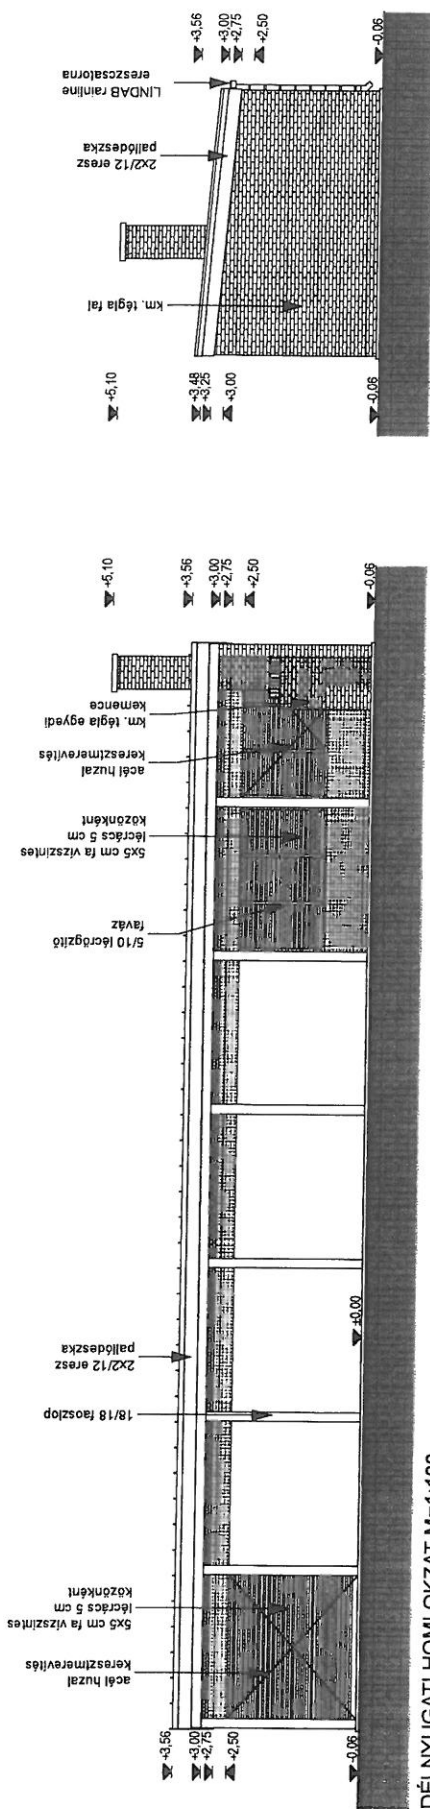 +3,56
+3,00
+2,75
+2,50
-0,06
acél huzal
keresztmerevítés
5x5 cm fa vízszintes
lécrács 5 cm
közönként
18/18 faoszlop
2x2/12 eresz
pallódeszka
±0,00
5/10 lécrögzítő
faváz
5x5 cm fa vízszintes
lécrács 5 cm
közönként
acél huzal
keresztmerevítés
km. tégla egyedi
kemence
+5,10
+3,56
+3,00
+2,75
+2,50
-0,06
DÉLNYUGATI HOMLOKZAT M=1:100
+5,10
+3,48
+3,25
+3,00
-0,06
km. tégla fal
2x2/12 eresz
pallódeszka
LINDAB rainline
ereszcsatorna
+3,56
+3,00
+2,75
+2,50
-0,06